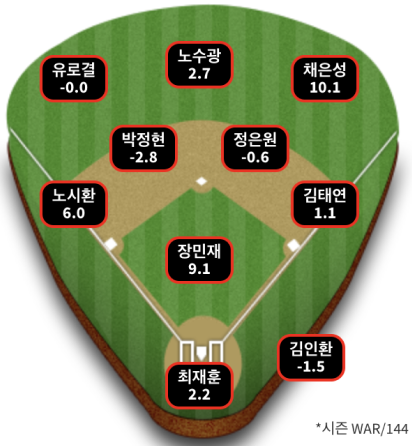 노수광
2.7
유로결
-0.0
채은성
10.1
박정현
-2.8
정은원
-0.6
노시환
6.0
김태연
1.1
장민재
9.1
김인환
-1.5
최재훈
2.2
*시즌 WAR/144